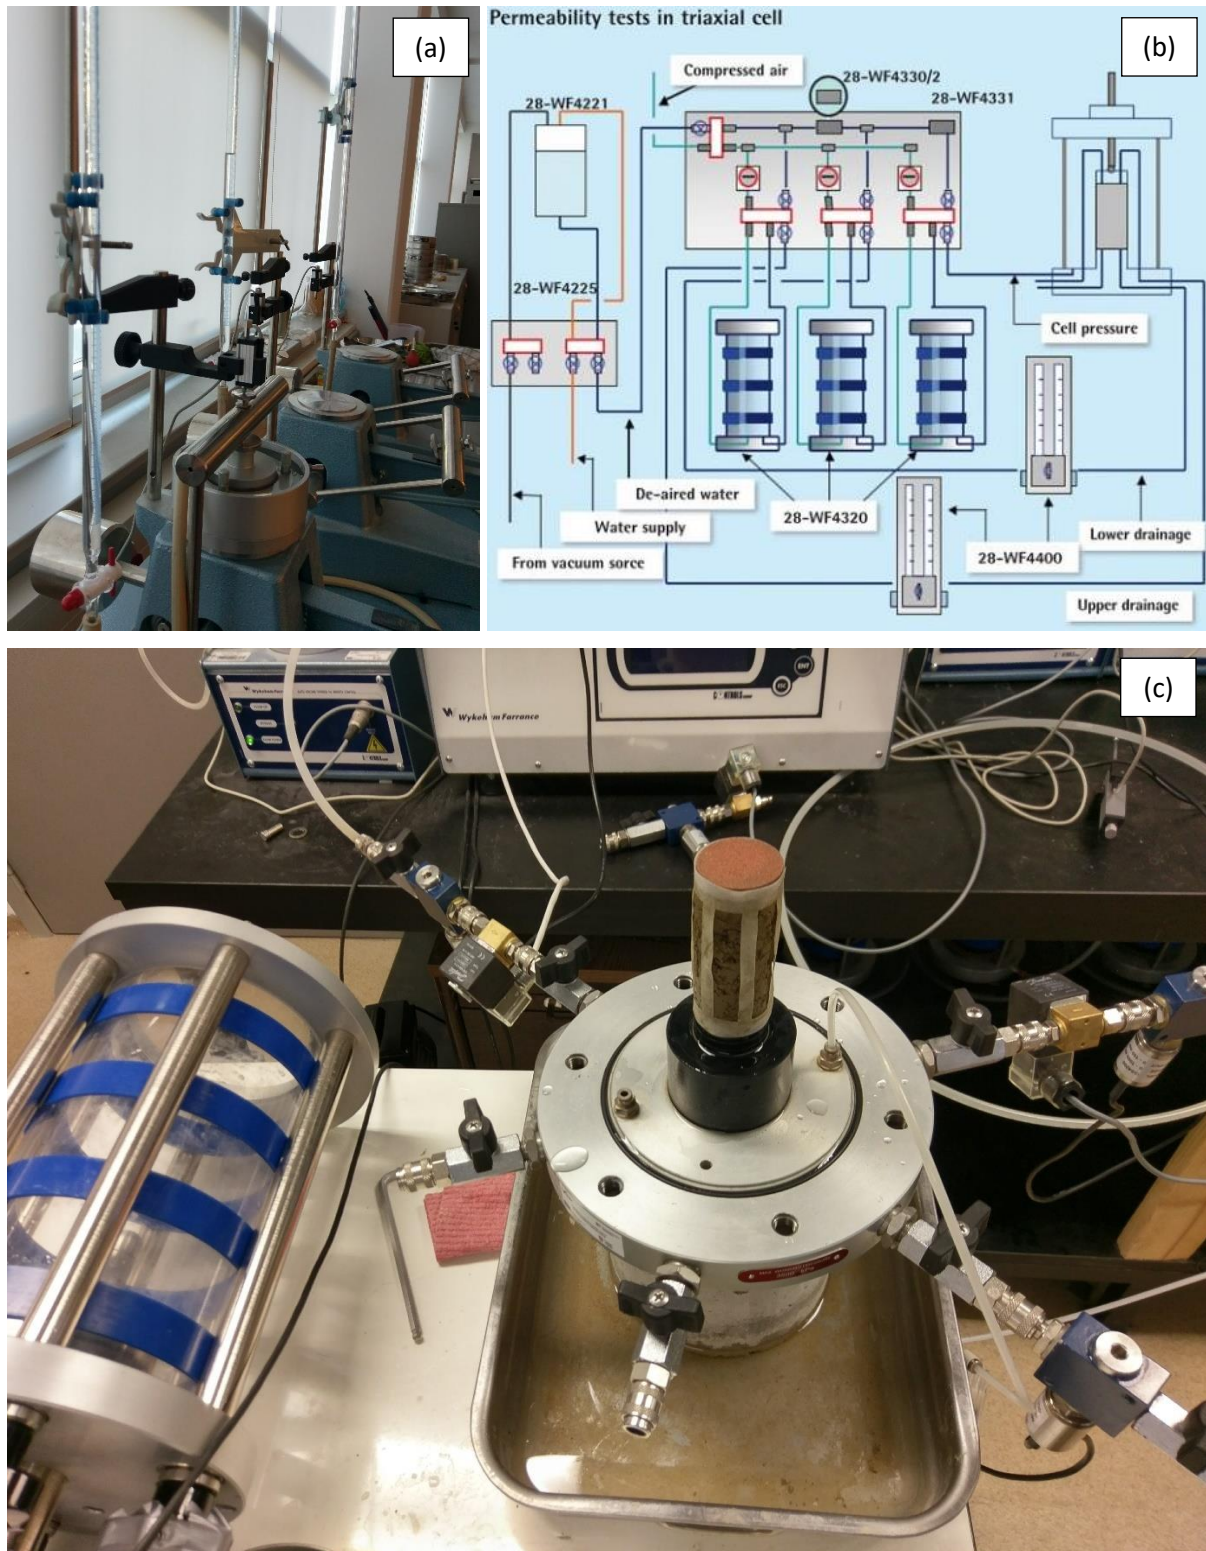 (a)
Permeability tests in triaxial cell
(b)
Compressed air
28-WF4330/2
28-WF4331
28-WF4221
28-WF4225
Cell pressure
De-aired water
28-WF4320
Water supply
28-WF4400
Lower drainage
From vacuum sorce
Upper drainage
(c)
Wykeham Farrance
Wykeham Farrance
ENT